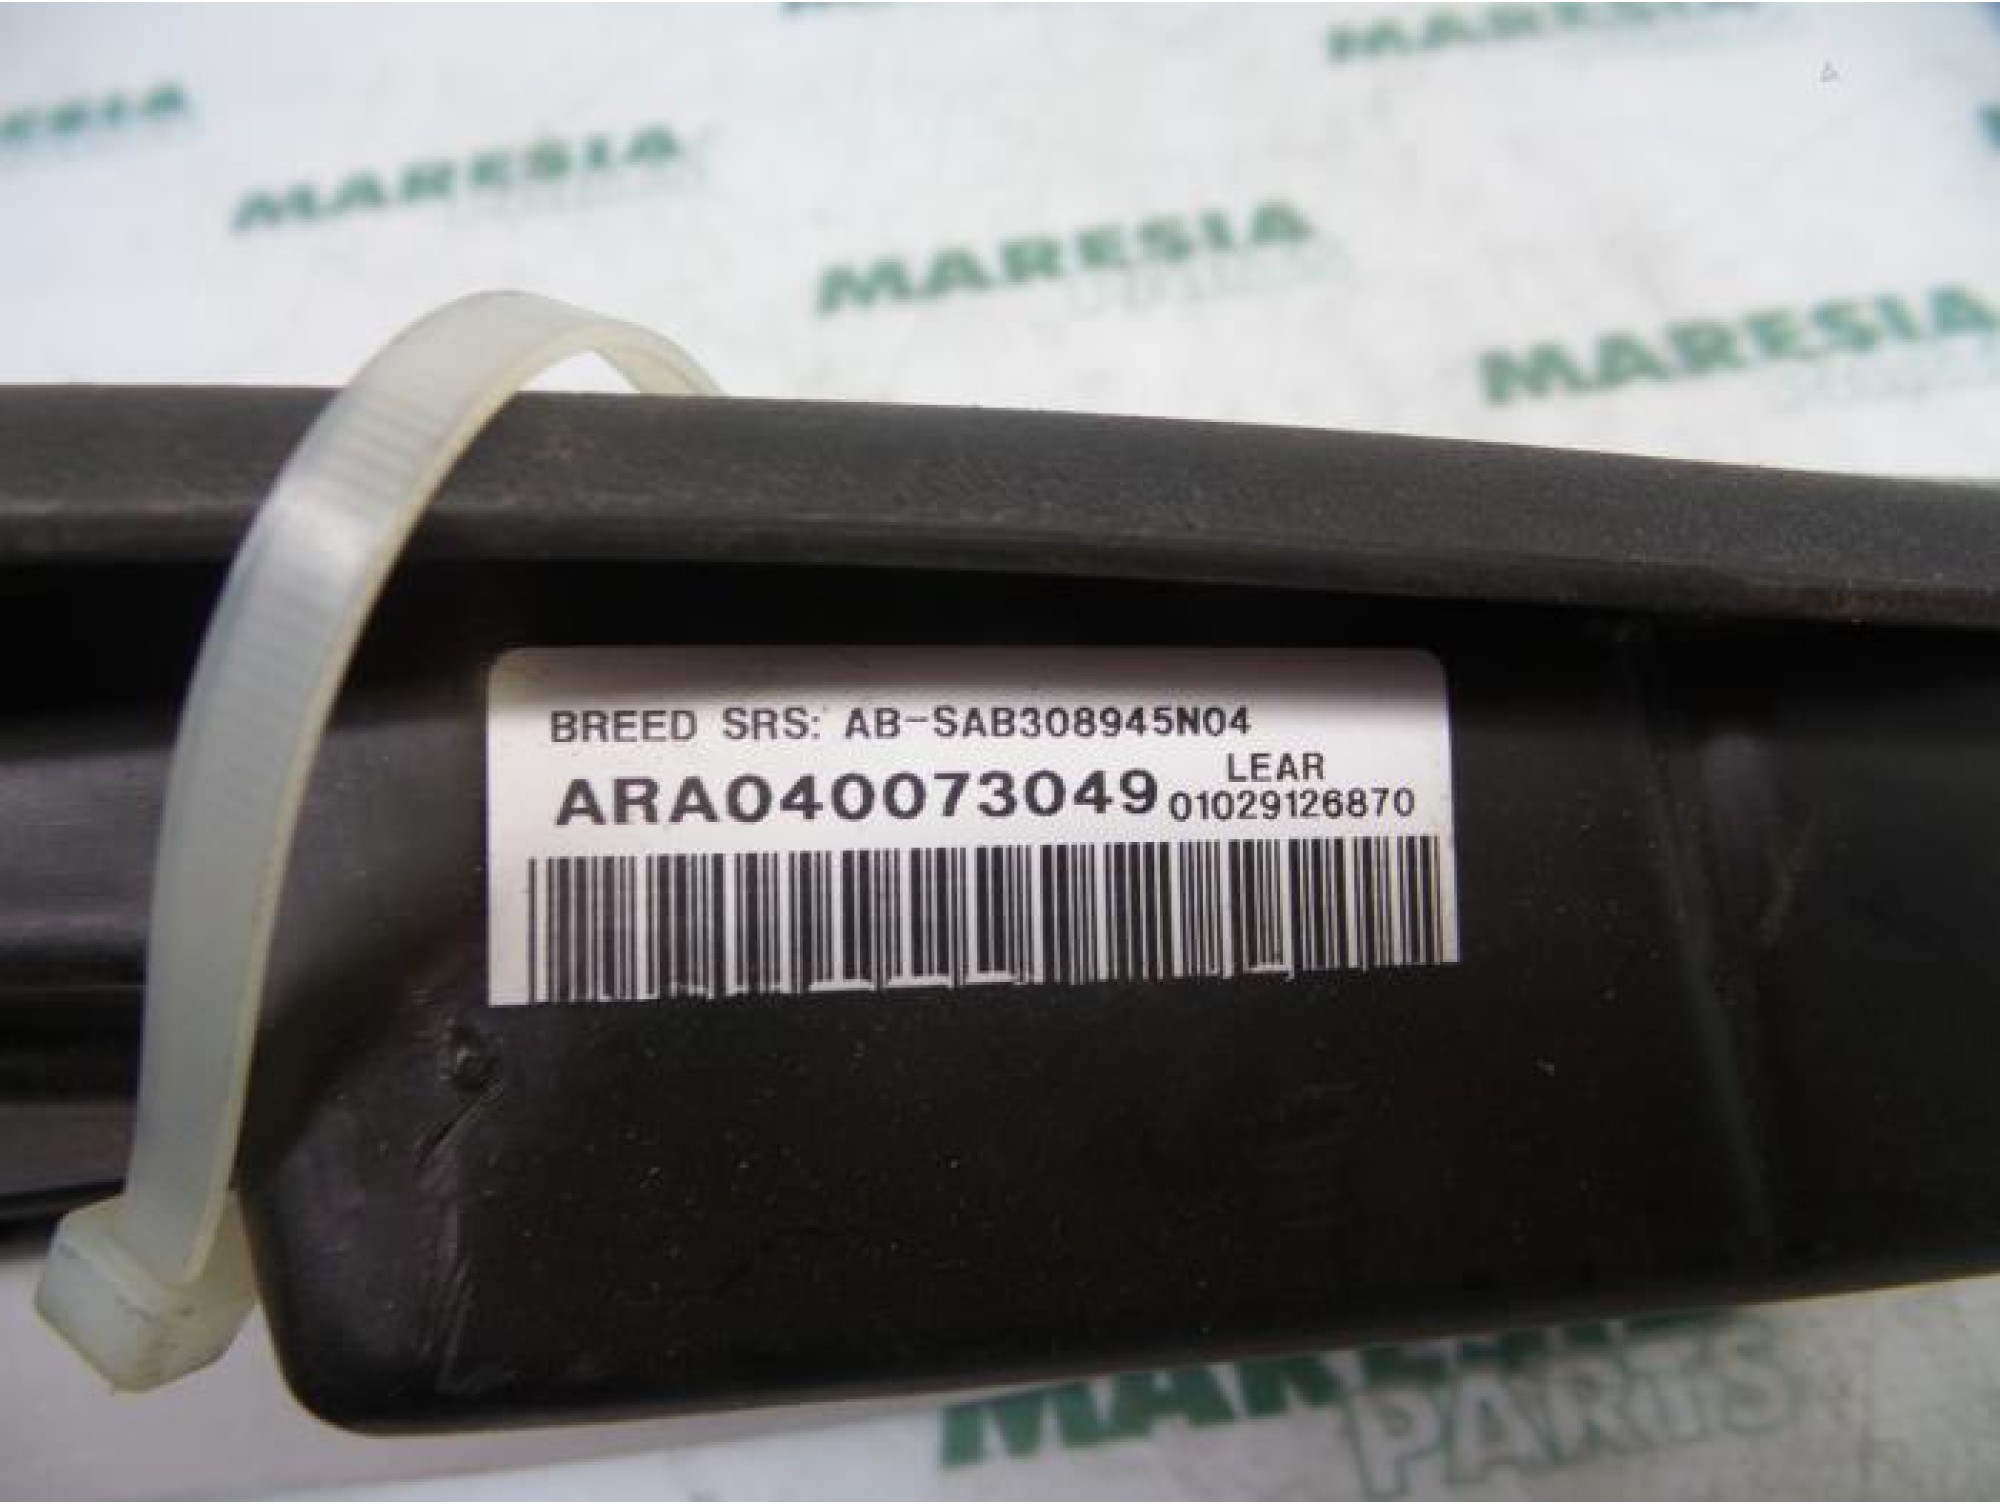 MARESIA
MARESIA
MARESIA
MARESIA
BREED SRS: AB-SAB308945N04
LEAR
ARA040073049 01029126870
MARESIA
PARTS